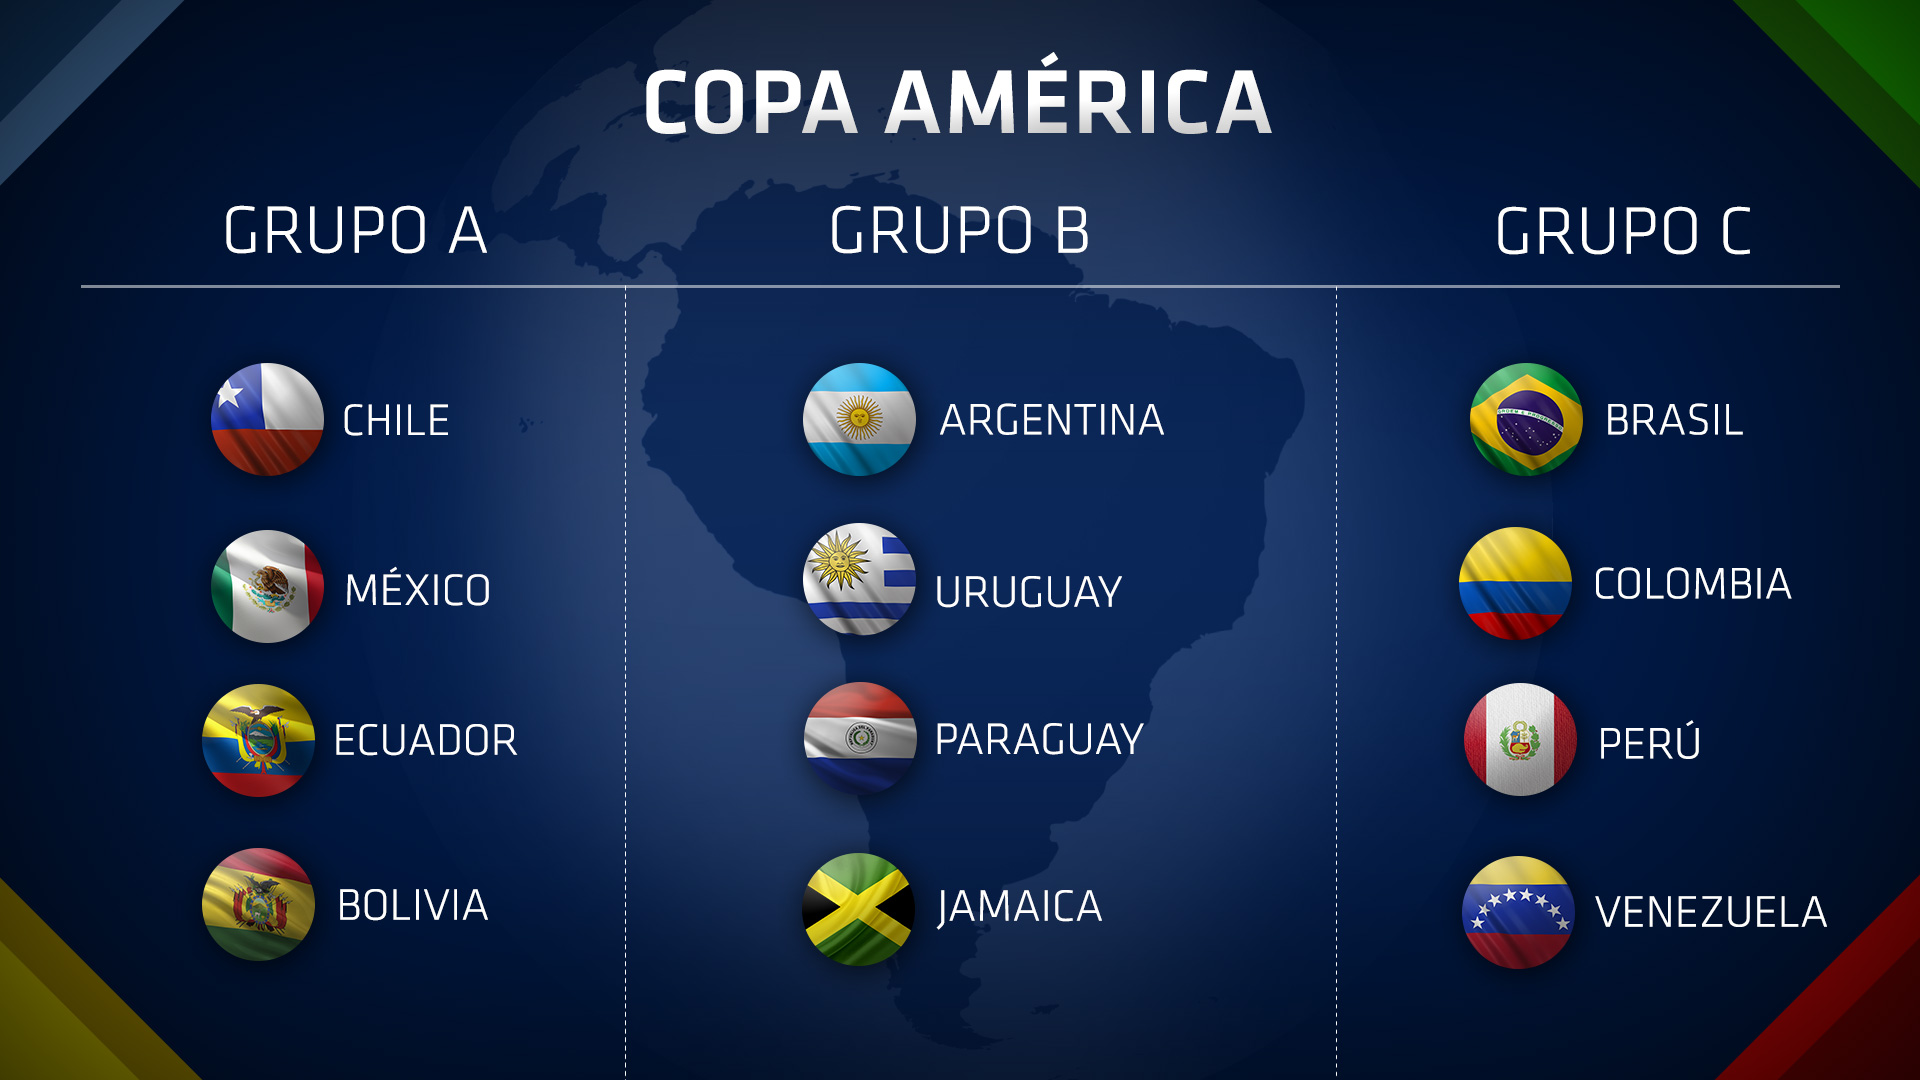 COPA AMÉRICA
GRUPO A
GRUPO B
GRUPO C
CHILE
ARGENTINA
BRASIL
MÉXICO
URUGUAY
COLOMBIA
ECUADOR
PARAGUAY
PERÚ
BOLIVIA
JAMAICA
VENEZUELA